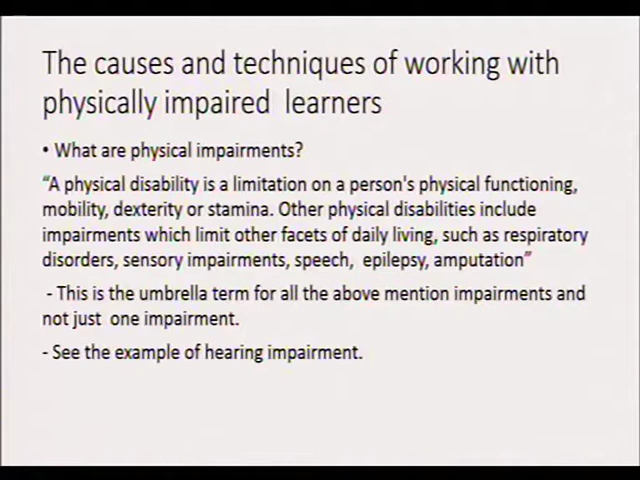 The causes and techniques of working with
physically impaired learners
• What are physical impairments?
“A physical disability is a limitation on a person's physical functioning,
mobility, dexterity or stamina. Other physical disabilities include
impairments which limit other facets of daily living, such as respiratory
disorders, sensory impairments, speech, epilepsy, amputation”
- This is the umbrella term for all the above mention impairments and
not just one impairment.
- See the example of hearing impairment.